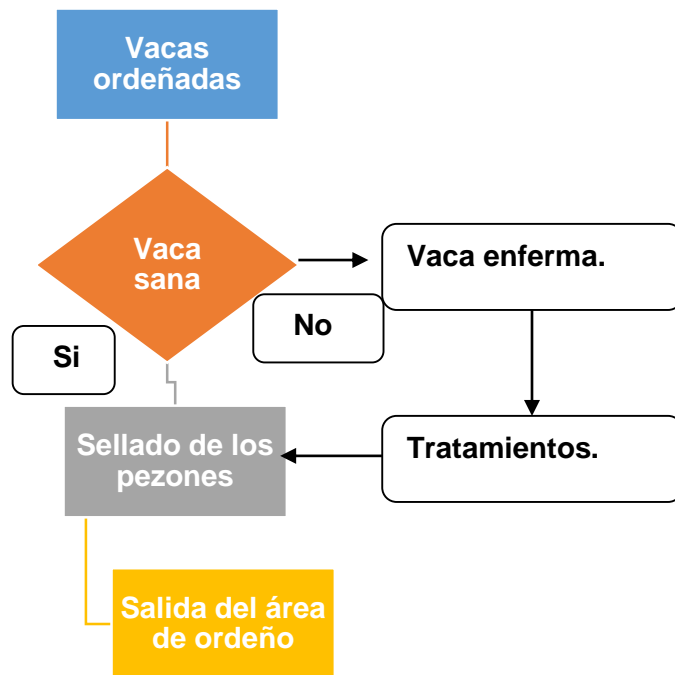 Vacas
ordeñadas
Vaca
sana
Vaca enferma.
No
Si
Sellado de los
pezones
Tratamientos.
Salida del área
de ordeño